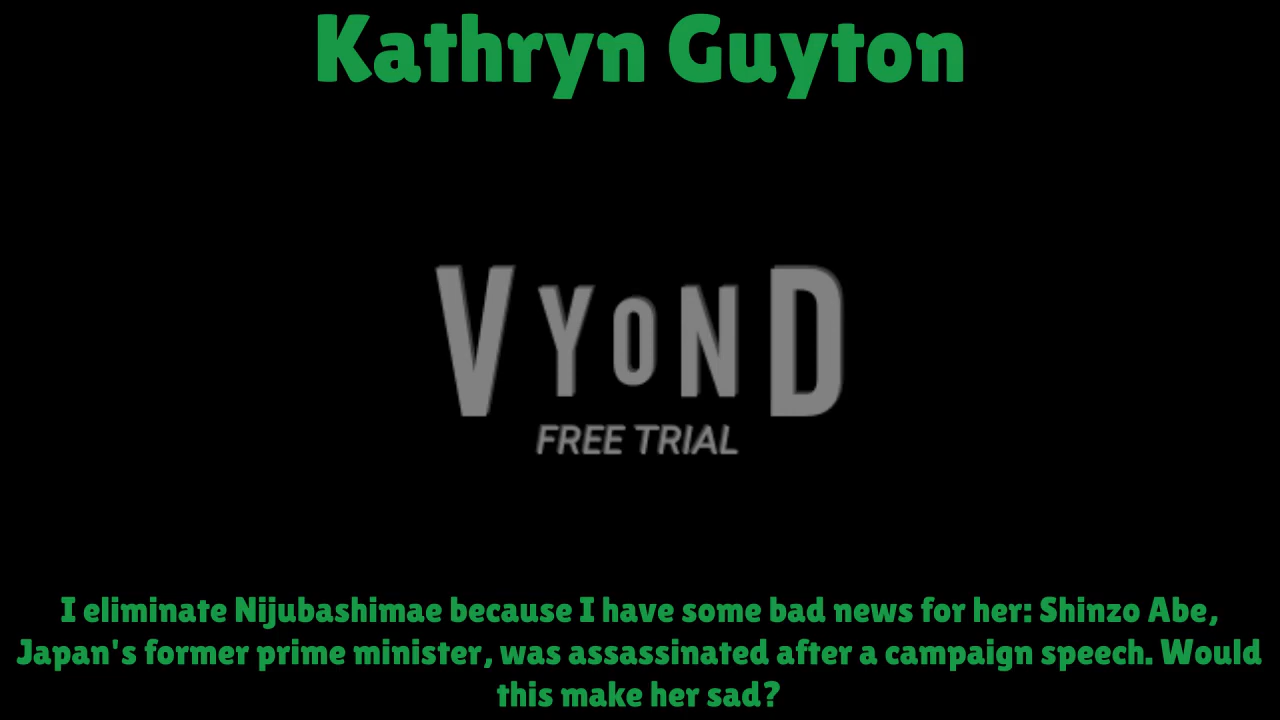 Kathryn Guyton
VYOND
FREE TRIAL
I eliminate Nijubashimae because I have some bad news for her: Shinzo Abe,
Japan's former prime minister, was assassinated after a campaign speech. Would
this make her sad?